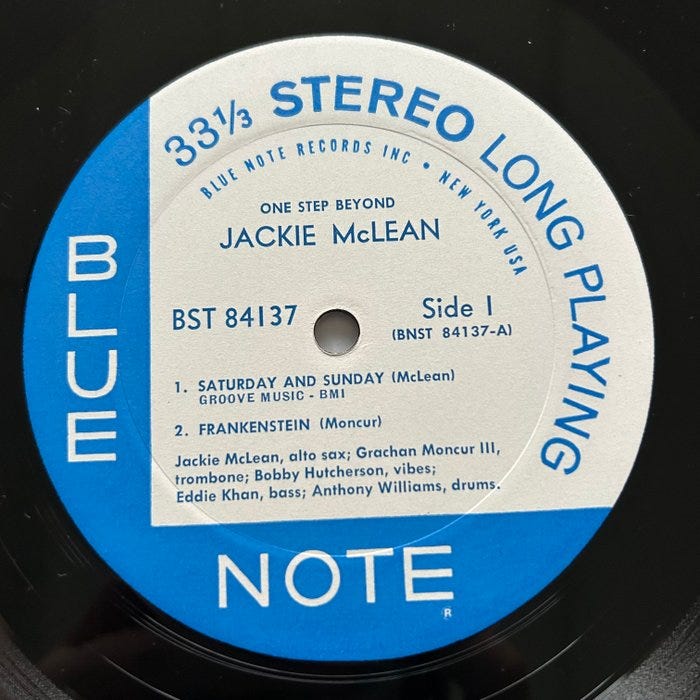 33⅓ STEREO LONG PLAYING
BLUE NOTE RECORDS INC • NEW YORK USA
ONE STEP BEYOND
JACKIE McLEAN
BST 84137
Side 1
(BNST 84137-A)
1. SATURDAY AND SUNDAY (McLean)
GROOVE MUSIC - BMI
2. FRANKENSTEIN (Moncur)
Jackie McLean, alto sax; Grachan Moncur III,
trombone; Bobby Hutcherson, vibes;
Eddie Khan, bass; Anthony Williams, drums.
BLUE
NOTE
®